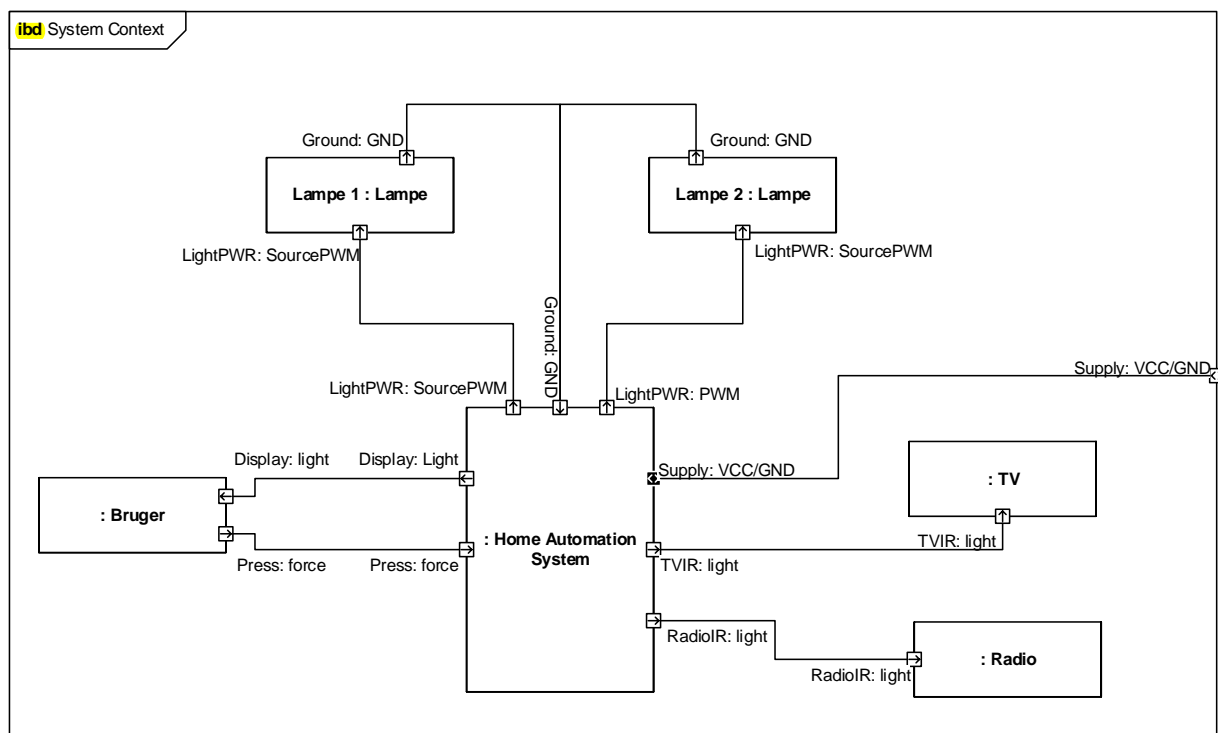 ibd System Context
Ground: GND
Ground: GND
Lampe 1 : Lampe
Lampe 2 : Lampe
LightPWR: SourcePWM
LightPWR: SourcePWM
Ground: GND
Supply: VCC/GND
LightPWR: SourcePWM
LightPWR: PWM
Display: light
Display: Light
Supply: VCC/GND
: TV
: Bruger
: Home Automation
System
TVIR: light
Press: force
Press: force
TVIR: light
RadioIR: light
: Radio
RadioIR: light